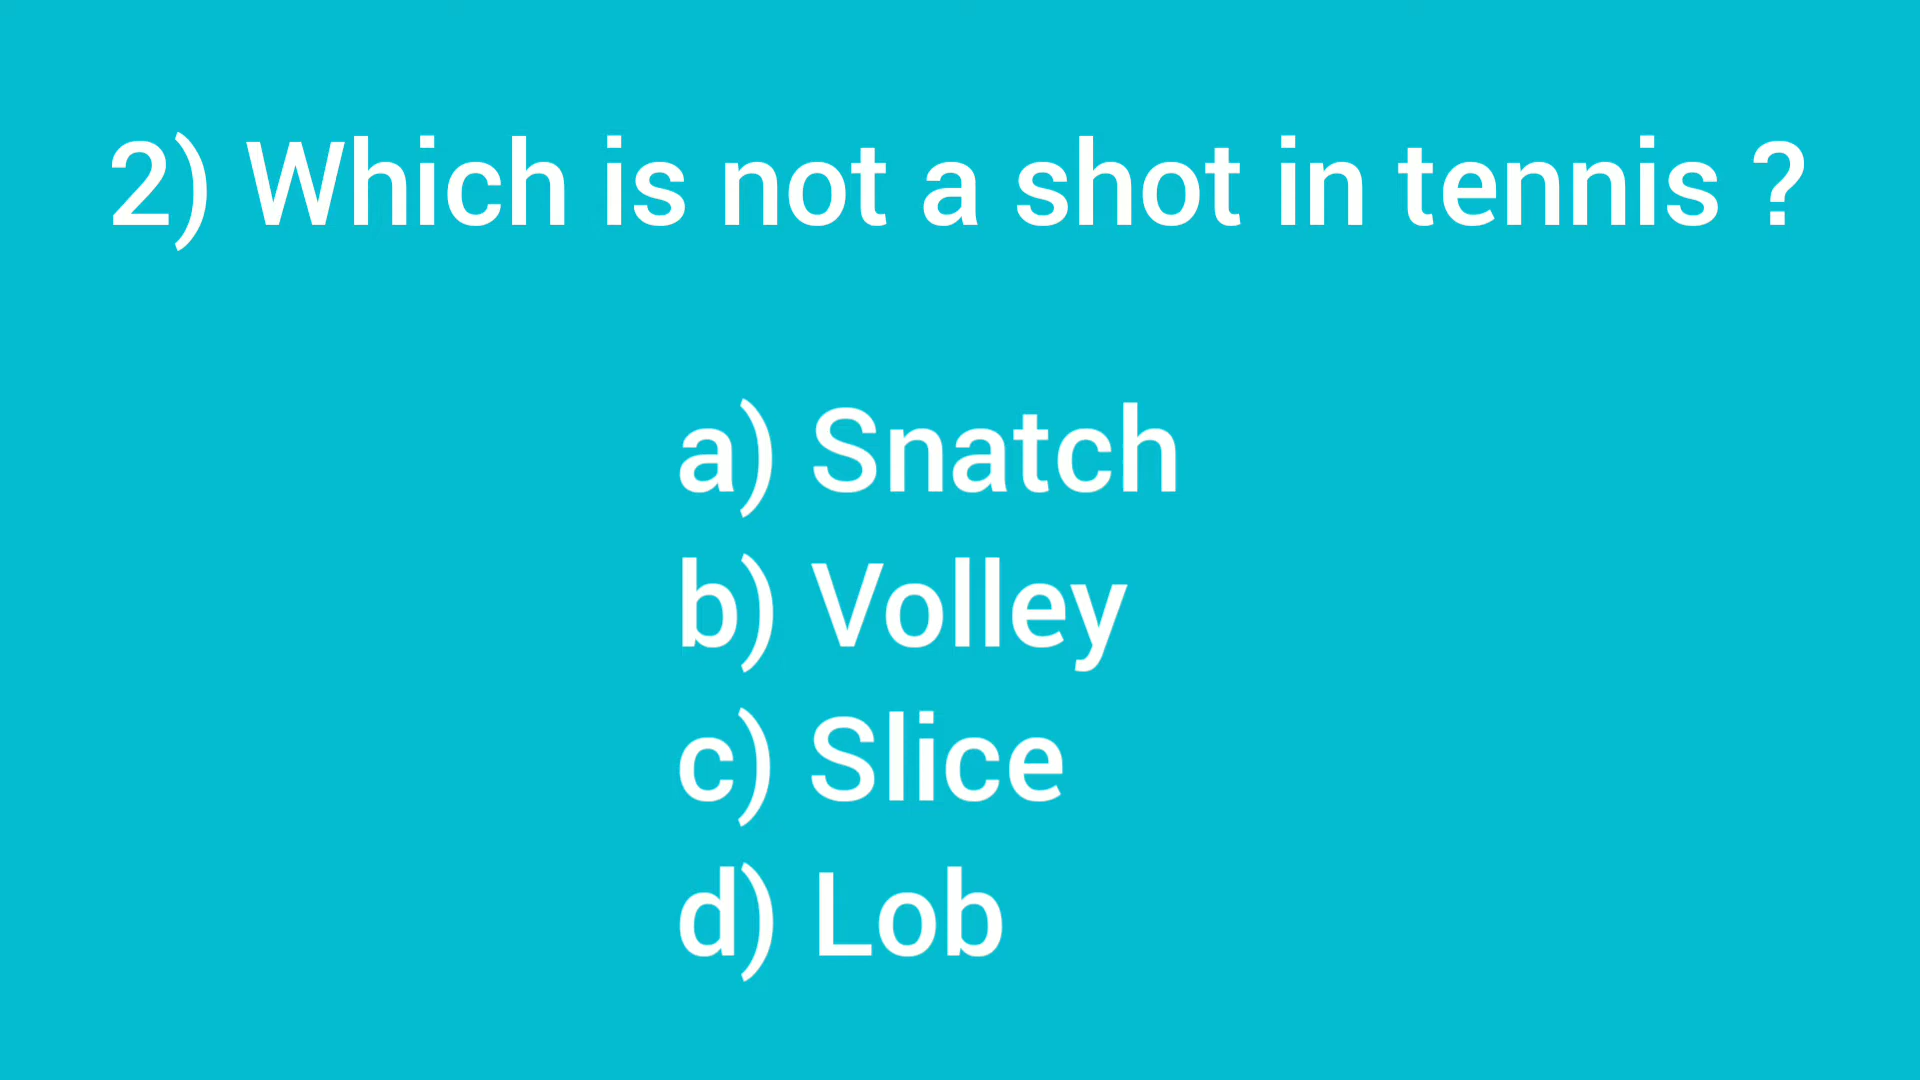 2) Which is not a shot in tennis ?
a) Snatch
b) Volley
c) Slice
d) Lob